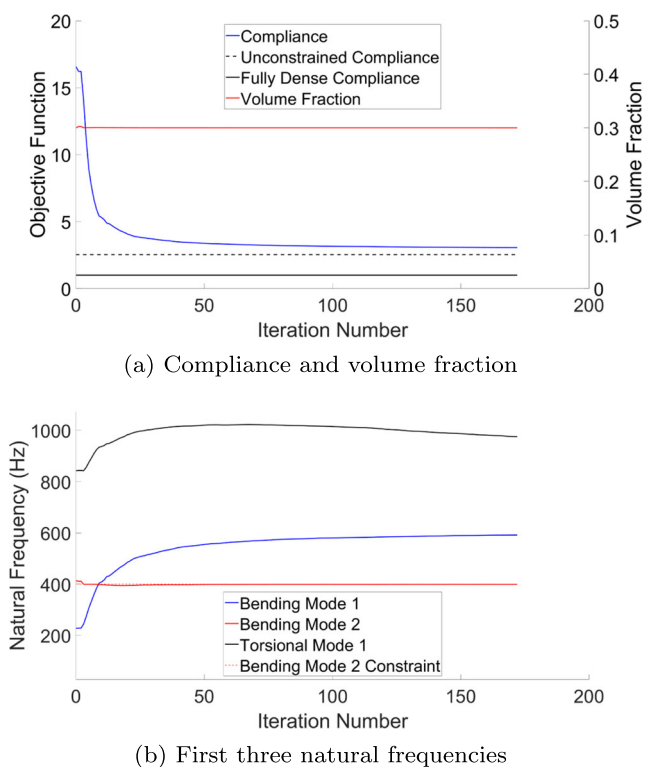 20
15
10
5
0
Objective Function
Compliance
Unconstrained Compliance
Fully Dense Compliance
Volume Fraction
0.5
0.4
0.3
0.2
0.1
0
Volume Fraction
0 50 100 150 200
Iteration Number
(a) Compliance and volume fraction
1000
800
600
400
200
Natural Frequency (Hz)
Bending Mode 1
Bending Mode 2
Torsional Mode 1
Bending Mode 2 Constraint
0 50 100 150 200
Iteration Number
(b) First three natural frequencies